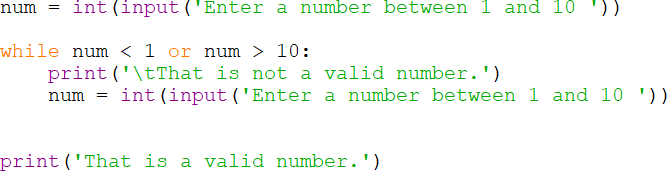 num = int(input('Enter a number between 1 and 10 '))
while num < 1 or num > 10:
    print('\tThat is not a valid number.')
    num = int(input('Enter a number between 1 and 10 '))
print('That is a valid number.')